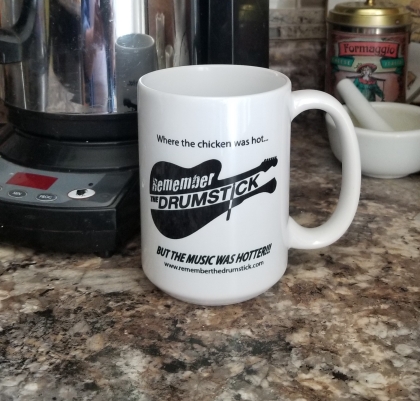 Formaggio
Where the chicken was hot...
Remember
THE DRUMSTICK
BUT THE MUSIC WAS HOTTER!!!
www.rememberthedrumstick.com